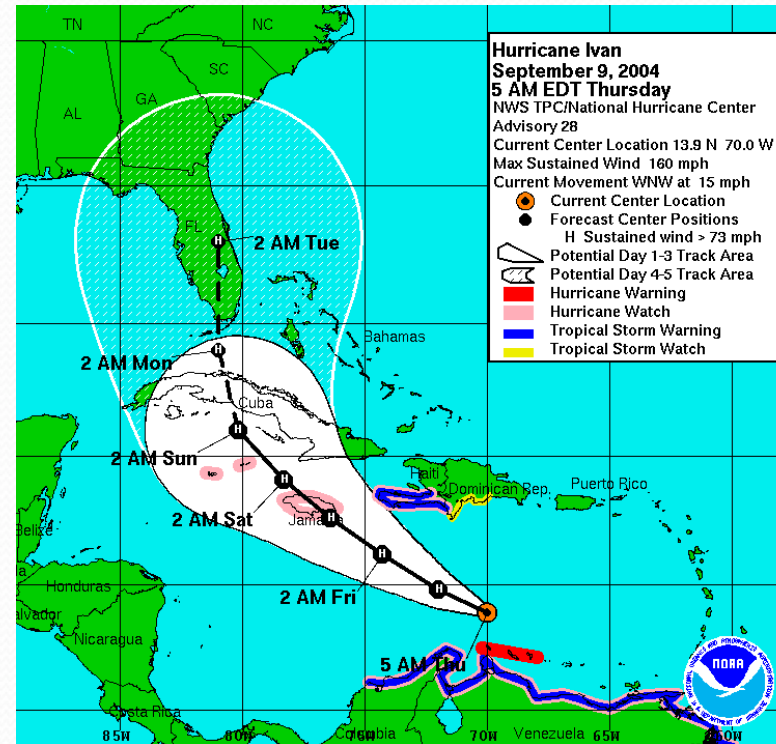 TN
NC
SC
AL
GA
FL
Hurricane Ivan
September 9, 2004
5 AM EDT Thursday
NWS TPC/National Hurricane Center
Advisory 28
Current Center Location 13.9 N 70.0 W
Max Sustained Wind 160 mph
Current Movement WNW at 15 mph
Current Center Location
Forecast Center Positions
H Sustained wind > 73 mph
Potential Day 1-3 Track Area
Potential Day 4-5 Track Area
Hurricane Warning
Hurricane Watch
Tropical Storm Warning
Tropical Storm Watch
H
2 AM Tue
Bahamas
H
2 AM Mon
Cuba
H
2 AM Sun
Haiti
Dominican Rep.
Puerto Rico
H
2 AM Sat
Jamaica
H
Belize
H
2 AM Fri
H
Honduras
Salvador
Nicaragua
5 AM Thu
NOAA
Costa Rica
85W
80W
75W
70W
60W
Colombia
Venezuela